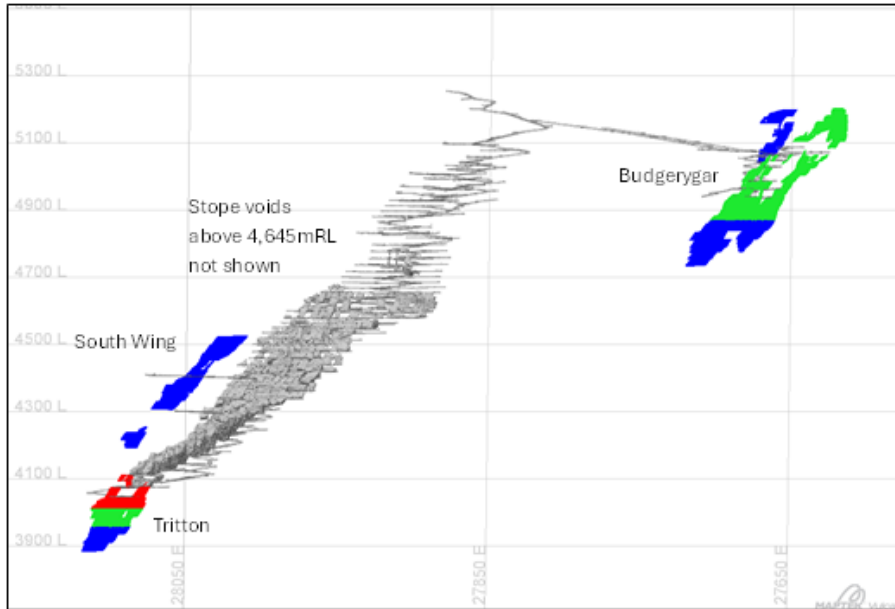 5300 L
5100 L
Budgerygar
4900 L
Stope voids
above 4,645mRL
not shown
4700 L
4500 L
South Wing
4300 L
4100 L
Tritton
3900 L
28050 E
27850 E
27650 E